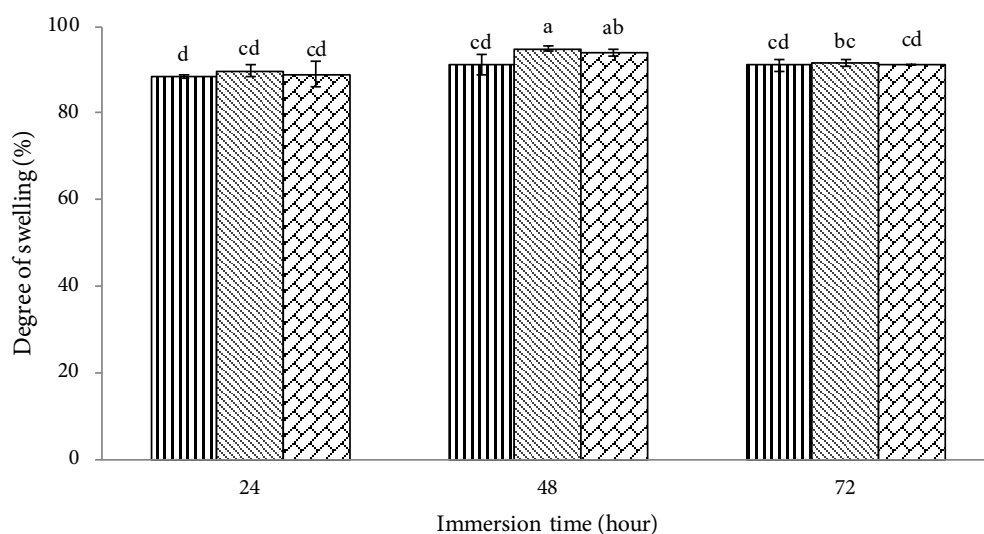 Degree of swelling (%)
100
80
60
40
20
0
d
cd
cd
cd
a
ab
cd
bc
cd
24
48
72
Immersion time (hour)